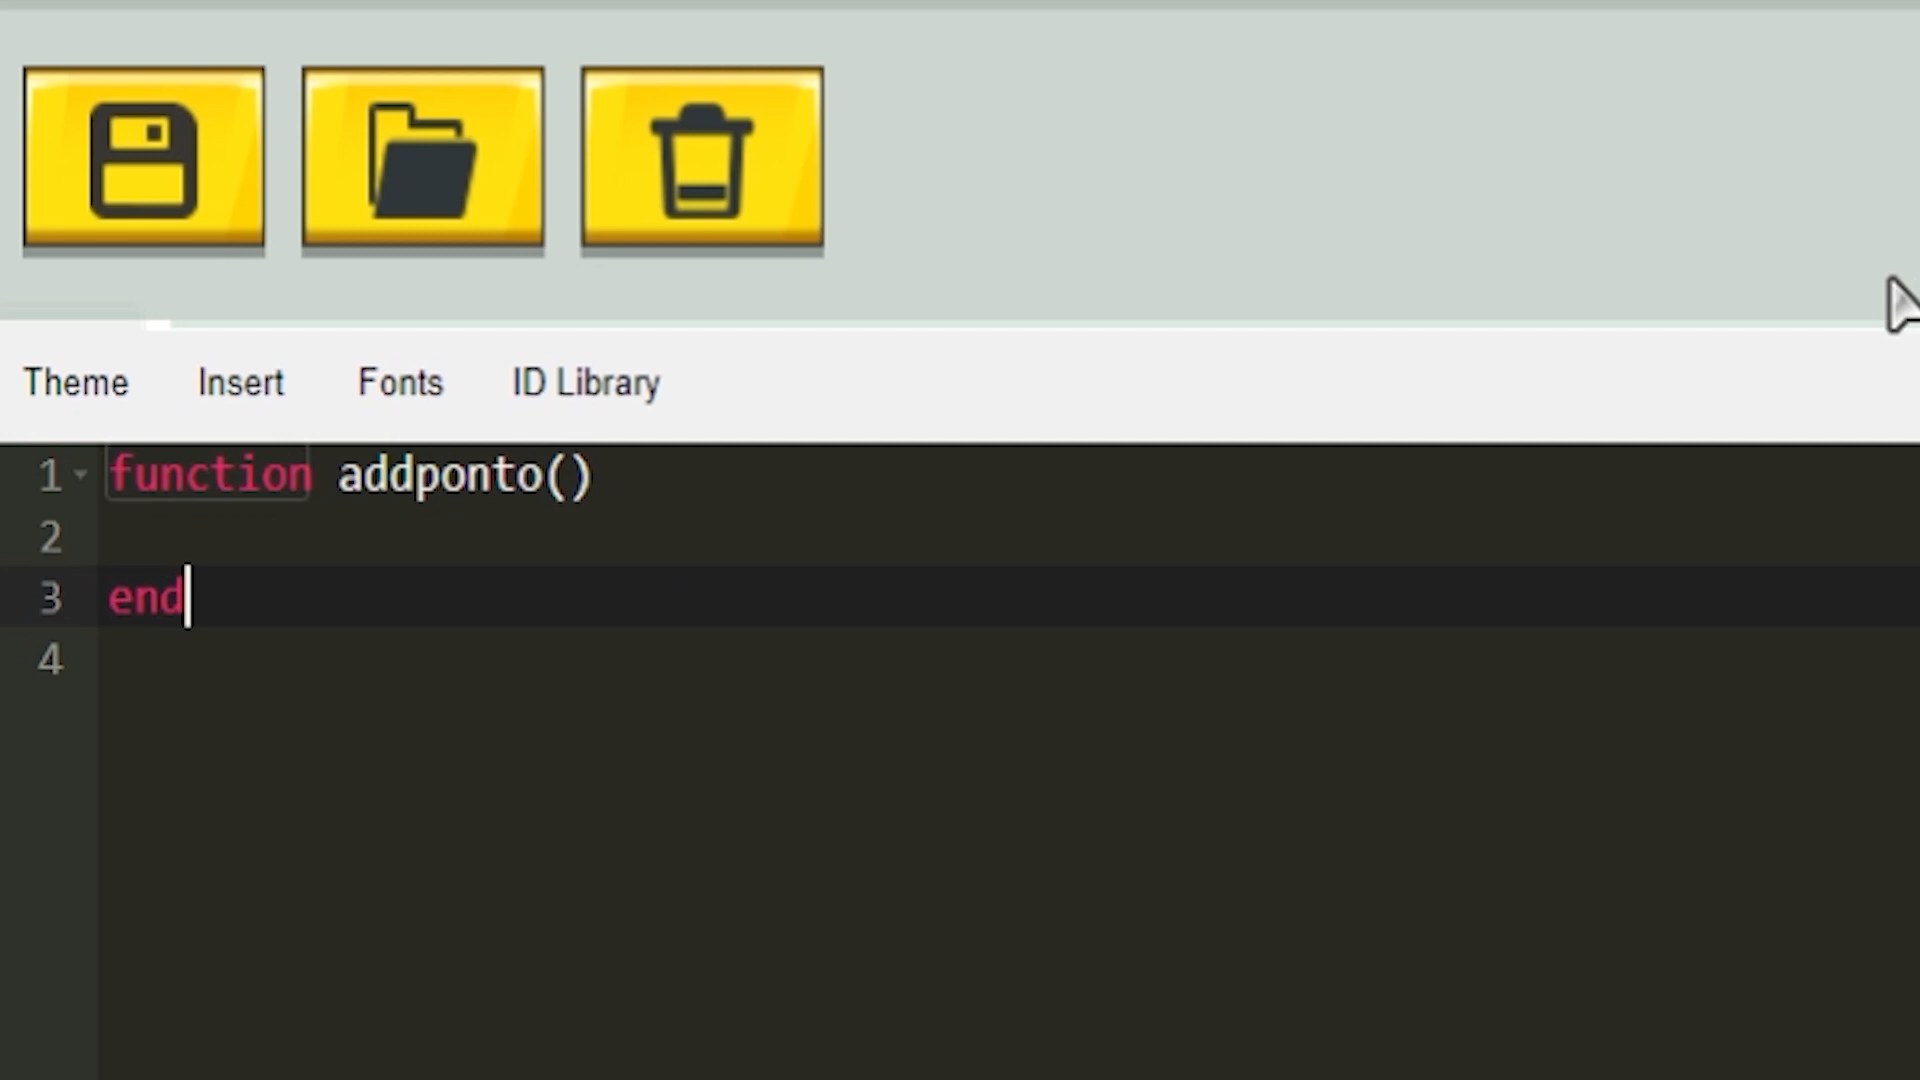 Theme Insert Fonts ID Library
1 function addponto()
2
3 end
4